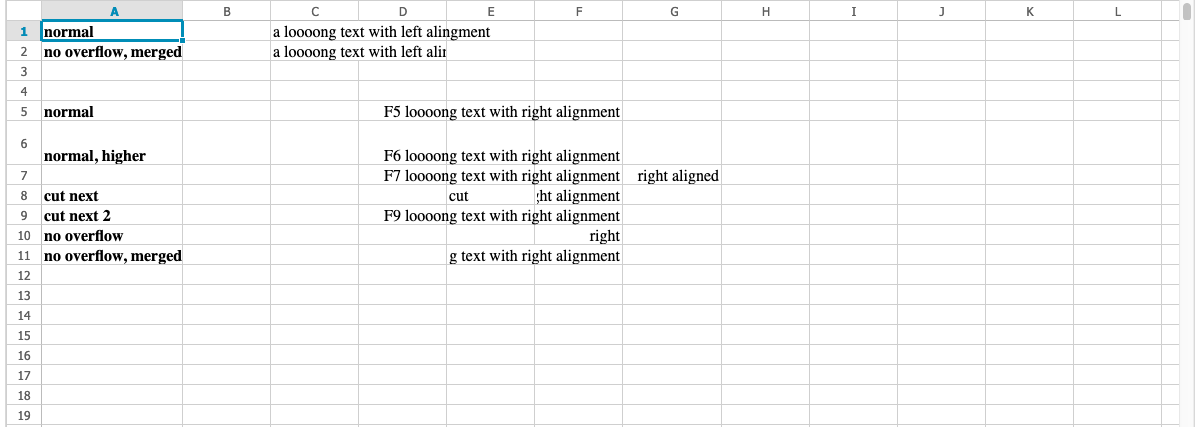 A B C D E F G H I J K L
1 normal a loooong text with left alingment
2 no overflow, merged a loooong text with left alin
3
4
5 normal F5 loooong text with right alignment
6 normal, higher F6 loooong text with right alignment
7 F7 loooong text with right alignment right aligned
8 cut next cut ght alignment
9 cut next 2 F9 loooong text with right alignment
10 no overflow right
11 no overflow, merged g text with right alignment
12
13
14
15
16
17
18
19